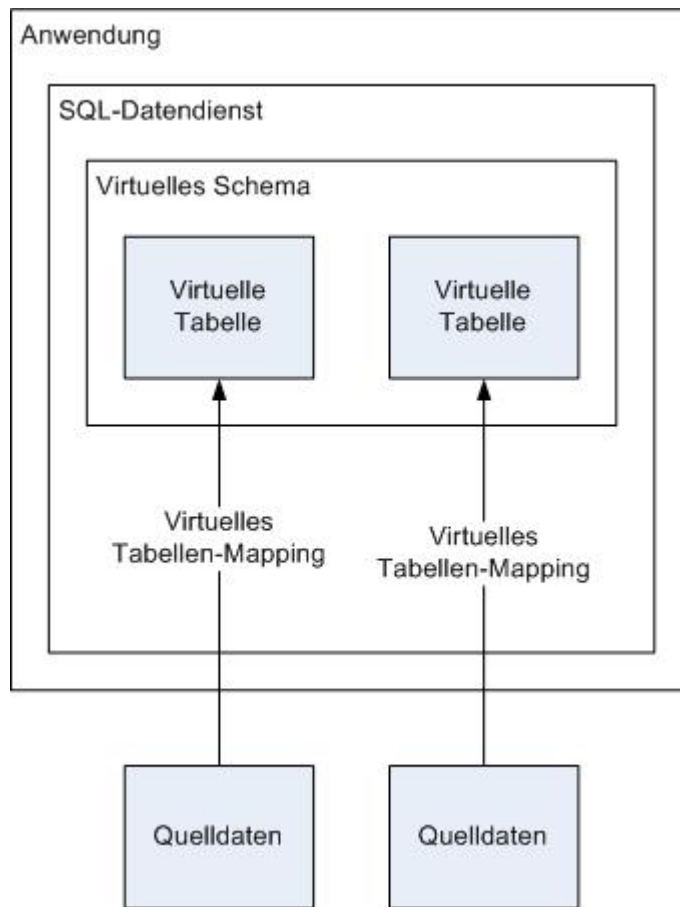 Anwendung
SQL-Datendienst
Virtuelles Schema
Virtuelle
Tabelle
Virtuelle
Tabelle
Virtuelles
Tabellen-Mapping
Virtuelles
Tabellen-Mapping
Quelldaten
Quelldaten